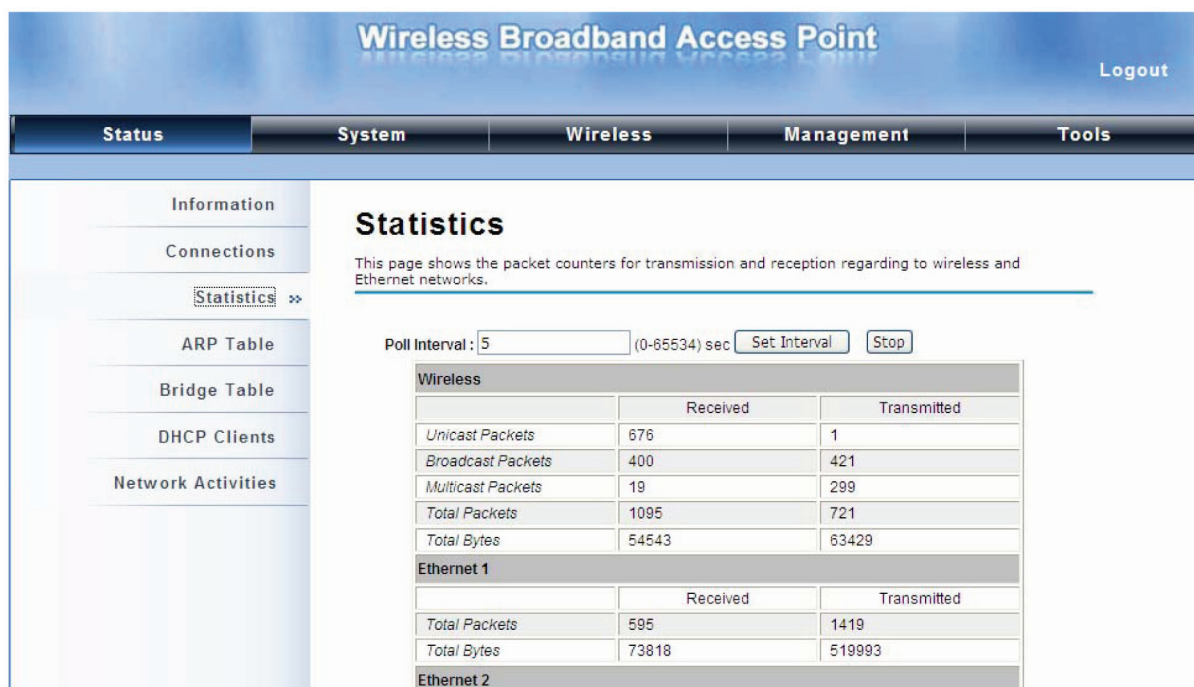 Wireless Broadband Access Point
Logout
Status System Wireless Management Tools
Information
Connections
Statistics »
ARP Table
Bridge Table
DHCP Clients
Network Activities
Statistics
This page shows the packet counters for transmission and reception regarding to wireless and
Ethernet networks.
Poll Interval : 5 (0-65534) sec Set Interval Stop
Wireless
Received Transmitted
Unicast Packets 676 1
Broadcast Packets 400 421
Multicast Packets 19 299
Total Packets 1095 721
Total Bytes 54543 63429
Ethernet 1
Received Transmitted
Total Packets 595 1419
Total Bytes 73818 519993
Ethernet 2